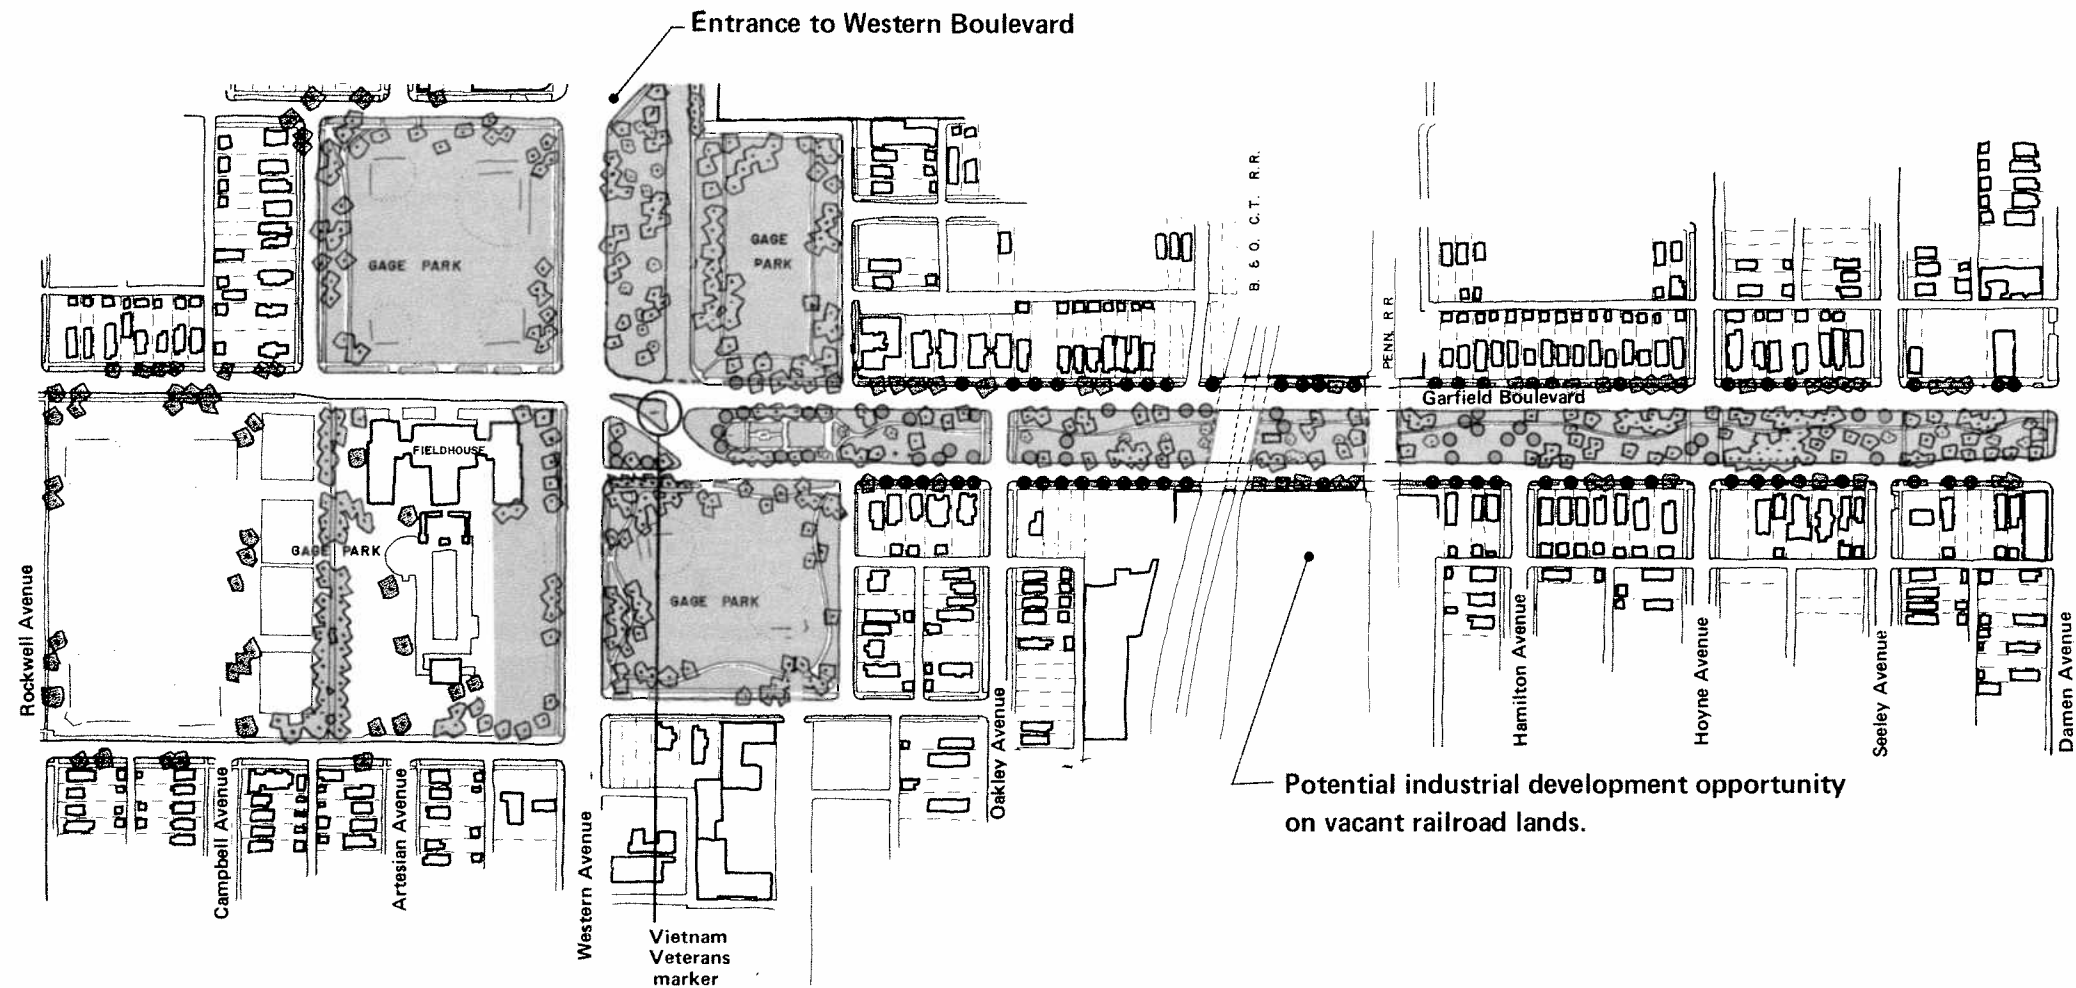 Entrance to Western Boulevard
GAGE PARK
GAGE
PARK
B. & O. C.T. R.R.
PENN. R R
Garfield Boulevard
FIELDHOUSE
GAGE PARK
GAGE PARK
Rockwell Avenue
Campbell Avenue
Artesian Avenue
Western Avenue
Oakley Avenue
Hamilton Avenue
Hoyne Avenue
Seeley Avenue
Damen Avenue
Potential industrial development opportunity
on vacant railroad lands.
Vietnam
Veterans
marker